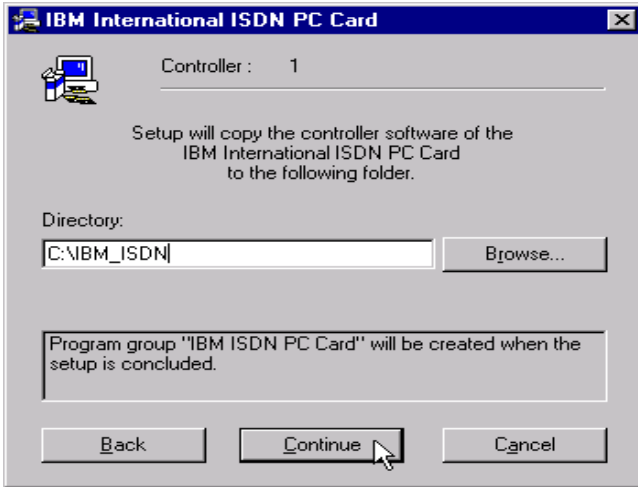 IBM International ISDN PC Card
Controller : 1
Setup will copy the controller software of the
IBM International ISDN PC Card
to the following folder.
Directory:
C:\IBM_ISDN
Browse...
Program group "IBM ISDN PC Card" will be created when the
setup is concluded.
Back Continue Cancel